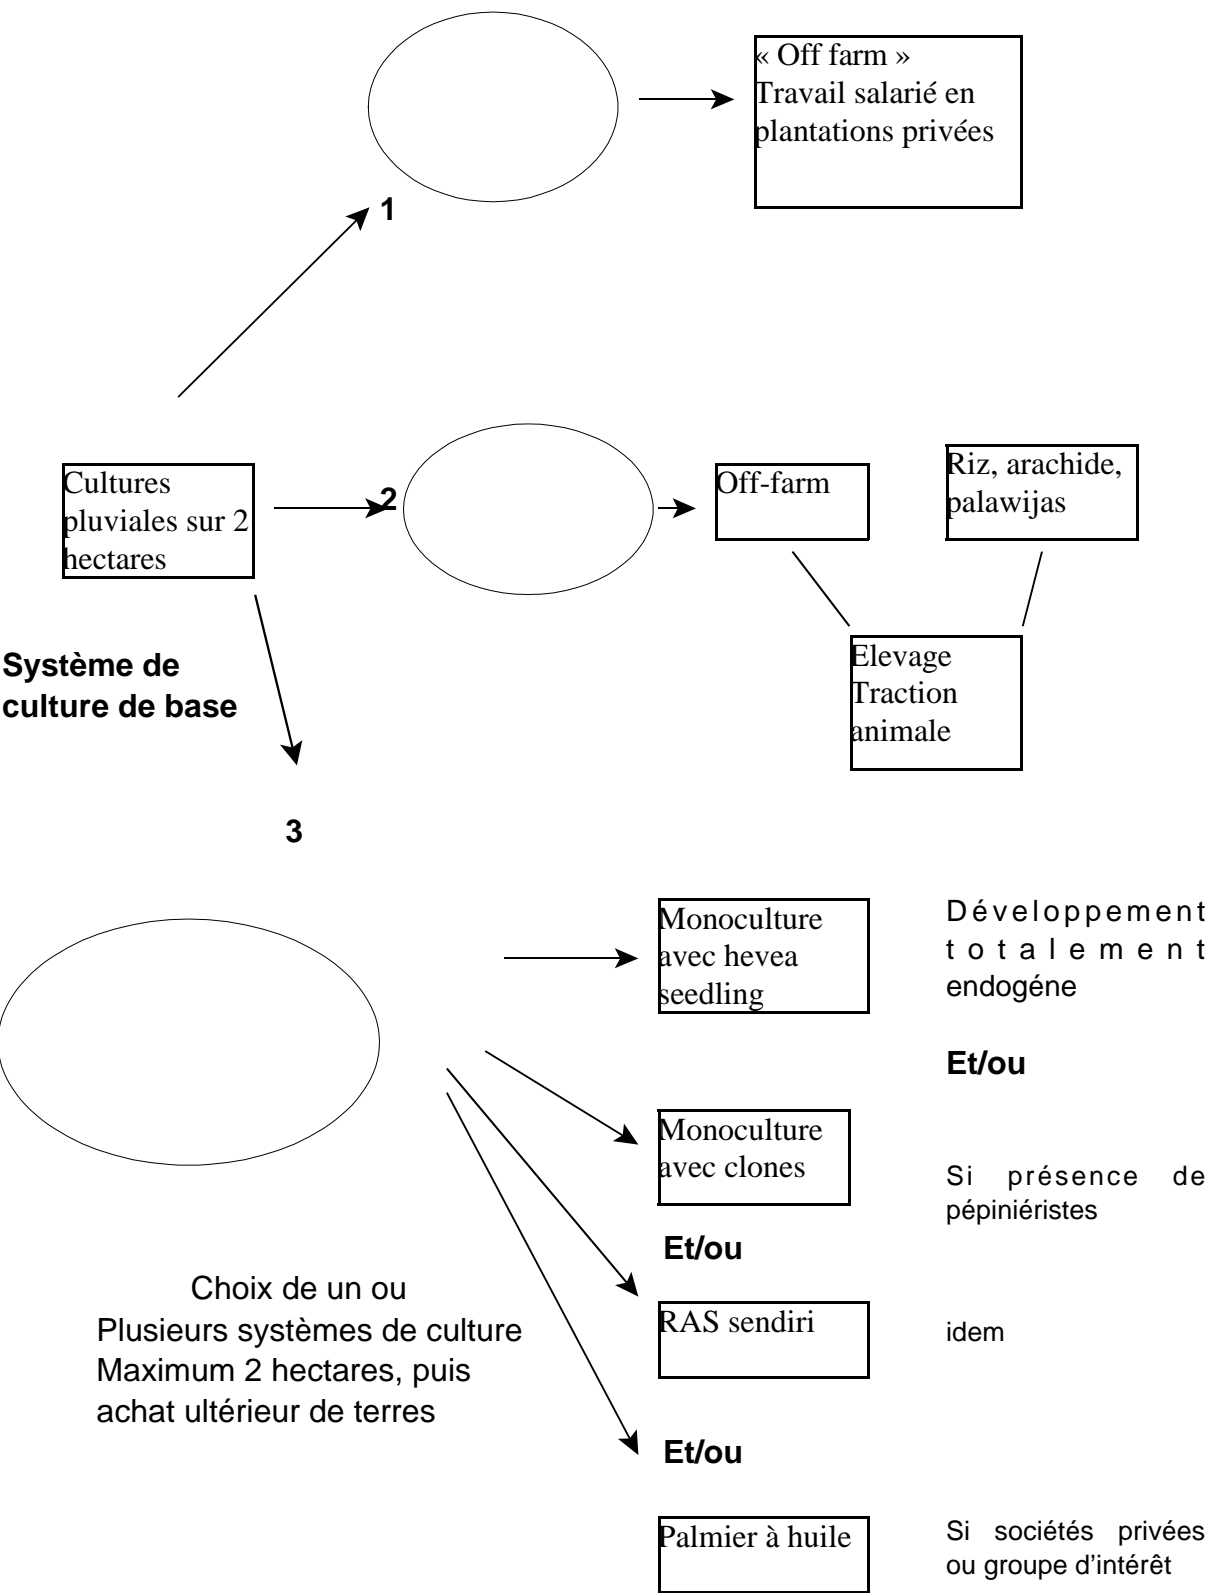 « Off farm »
Travail salarié en
plantations privées
1
Cultures
pluviales sur 2
hectares
2
Off-farm
Riz, arachide,
palawijas
Elevage
Traction
animale
Système de
culture de base
3
Monoculture
avec hevea
seedling
Développement
totalement
endogéne
Et/ou
Monoculture
avec clones
Si présence de
pépiniéristes
Et/ou
Choix de un ou
Plusieurs systèmes de culture
Maximum 2 hectares, puis
achat ultérieur de terres
RAS sendiri
idem
Et/ou
Palmier à huile
Si sociétés privées
ou groupe d’intérêt